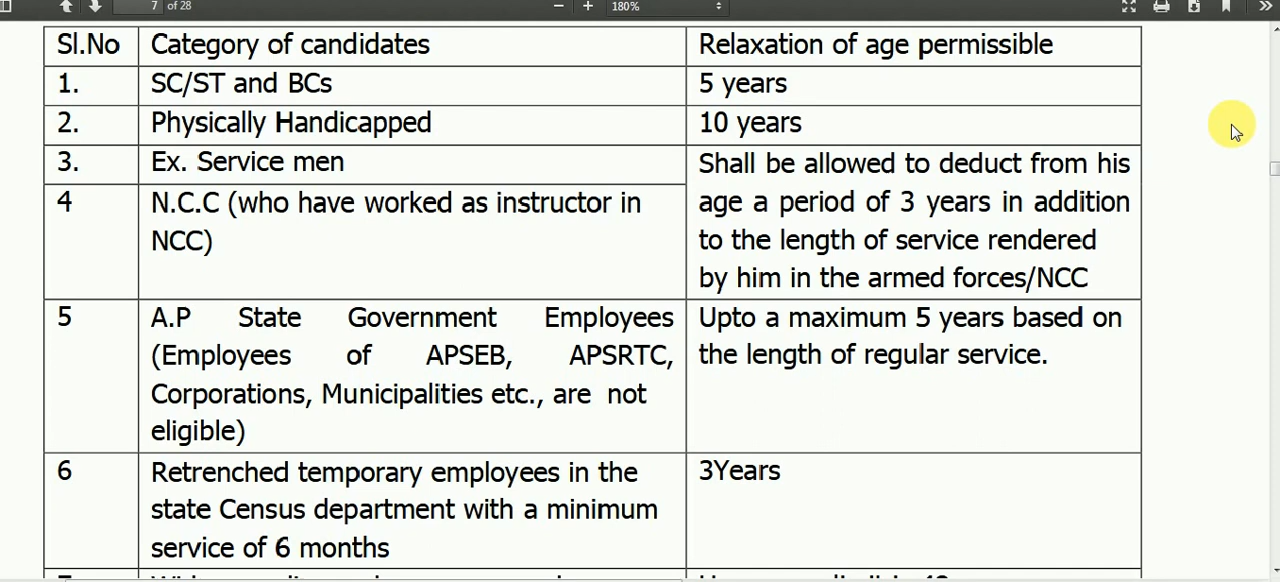 7 of 28
180%
Sl.No Category of candidates Relaxation of age permissible
1. SC/ST and BCs 5 years
2. Physically Handicapped 10 years
3. Ex. Service men
4 N.C.C (who have worked as instructor in
NCC)
Shall be allowed to deduct from his
age a period of 3 years in addition
to the length of service rendered
by him in the armed forces/NCC
5 A.P State Government Employees
(Employees of APSEB, APSRTC,
Corporations, Municipalities etc., are not
eligible)
Upto a maximum 5 years based on
the length of regular service.
6 Retrenched temporary employees in the
state Census department with a minimum
service of 6 months
3Years